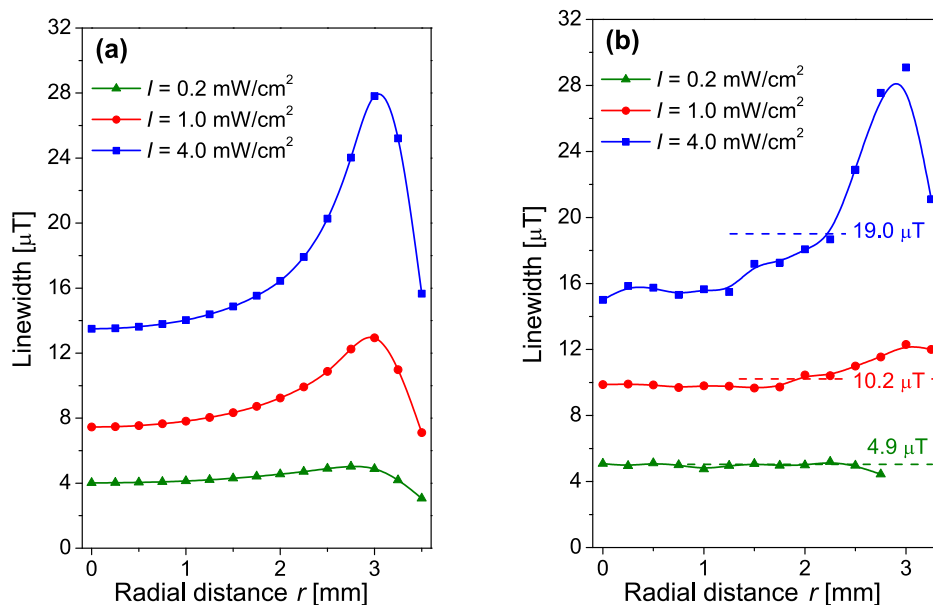 (a)
I = 0.2 mW/cm²
I = 1.0 mW/cm²
I = 4.0 mW/cm²
Linewidth [μT]
32
28
24
20
16
12
8
4
0
0
1
2
3
Radial distance r [mm]
(b)
I = 0.2 mW/cm²
I = 1.0 mW/cm²
I = 4.0 mW/cm²
19.0 μT
10.2 μT
4.9 μT
Linewidth [μT]
32
28
24
20
16
12
8
4
0
0
1
2
3
Radial distance r [mm]